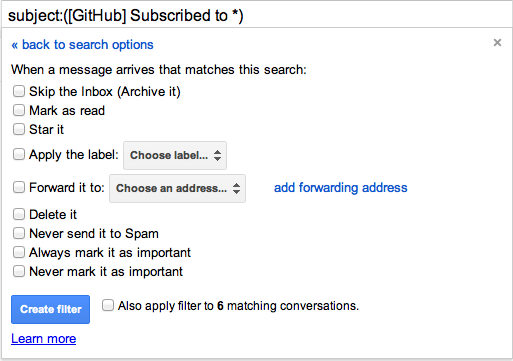 subject:([GitHub] Subscribed to *)
« back to search options
×
When a message arrives that matches this search:
Skip the Inbox (Archive it)
Mark as read
Star it
Apply the label: Choose label...
Forward it to: Choose an address... add forwarding address
Delete it
Never send it to Spam
Always mark it as important
Never mark it as important
Create filter Also apply filter to 6 matching conversations.
Learn more